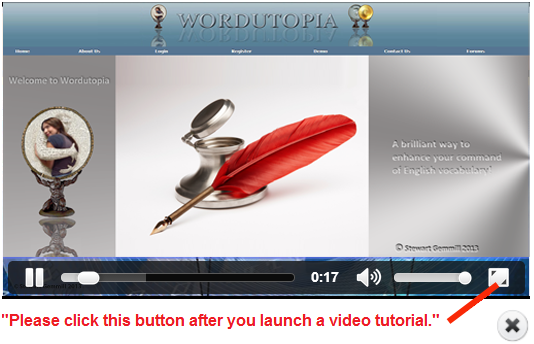 WORDUTOPIA
Home About Us Login Register Demo Contact Us Forums
Welcome to Wordutopia
A brilliant way to
enhance your command
of English Vocabulary!
© Stewart Gemmill 2013
0:17
"Please click this button after you launch a video tutorial."